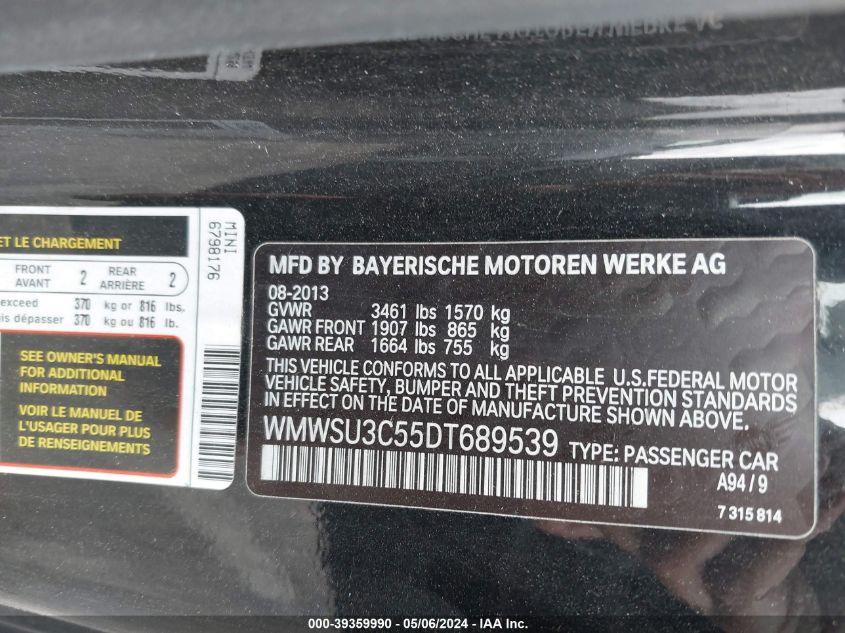 ET LE CHARGEMENT
FRONT 2 REAR 2
AVANT ARRIÈRE
exceed 370 kg or 816 lbs.
is dépasser 370 kg ou 816 lb.
SEE OWNER'S MANUAL
FOR ADDITIONAL
INFORMATION
VOIR LE MANUEL DE
L'USAGER POUR PLUS
DE RENSEIGNEMENTS
MINI
6798176
MFD BY BAYERISCHE MOTOREN WERKE AG
08-2013
GVWR 3461 lbs 1570 kg
GAWR FRONT 1907 lbs 865 kg
GAWR REAR 1664 lbs 755 kg
THIS VEHICLE CONFORMS TO ALL APPLICABLE U.S.FEDERAL MOTOR
VEHICLE SAFETY, BUMPER AND THEFT PREVENTION STANDARDS
IN EFFECT ON THE DATE OF MANUFACTURE SHOWN ABOVE.
WMWSU3C55DT689539 TYPE: PASSENGER CAR
A94/9
7 315 814
000-39359990 - 05/06/2024 - IAA, Inc.